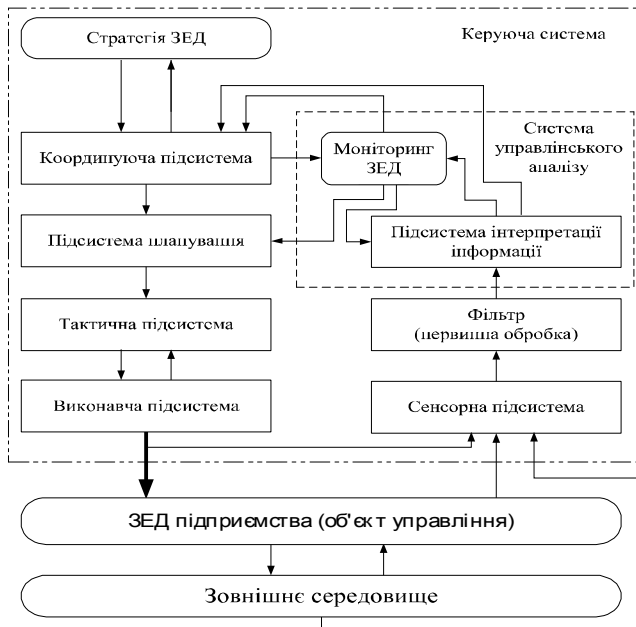 Стратегія ЗЕД
Керуюча система
Координуюча підсистема
Моніторинг
ЗЕД
Система
управлінського
аналізу
Підсистема планування
Підсистема інтерпретації
інформації
Тактична підсистема
Фільтр
(первинна обробка)
Виконавча підсистема
Сенсорна підсистема
ЗЕД підприємства (об'єкт управління)
Зовнішнє середовище